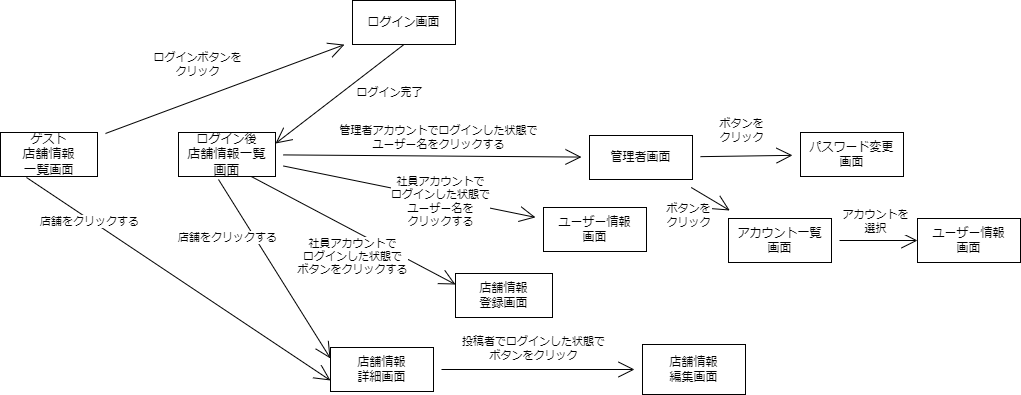 ログイン画面
ログインボタンを
クリック
ログイン完了
ゲスト
店舗情報
一覧画面
ログイン後
店舗情報一覧
画面
管理者アカウントでログインした状態で
ユーザー名をクリックする
管理者画面
ボタンを
クリック
パスワード変更
画面
社員アカウントで
ログインした状態で
ユーザー名を
クリックする
ユーザー情報
画面
ボタンを
クリック
アカウント一覧
画面
アカウントを
選択
ユーザー情報
画面
店舗をクリックする
店舗をクリックする
社員アカウントで
ログインした状態で
ボタンをクリックする
店舗情報
登録画面
店舗情報
詳細画面
投稿者でログインした状態で
ボタンをクリック
店舗情報
編集画面